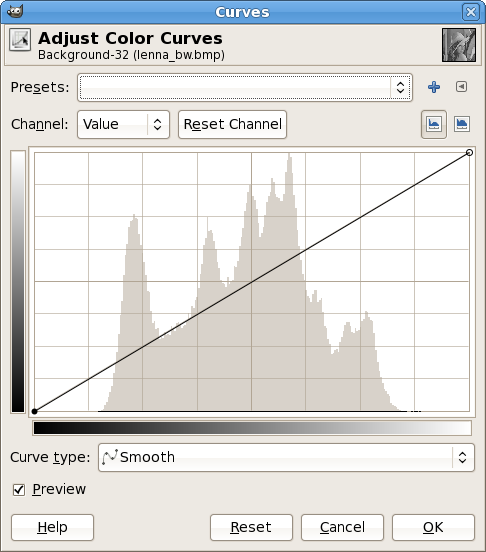 Curves
Adjust Color Curves
Background-32 (lenna_bw.bmp)
Presets:
Channel: Value Reset Channel
Curve type: Smooth
Preview
Help Reset Cancel OK